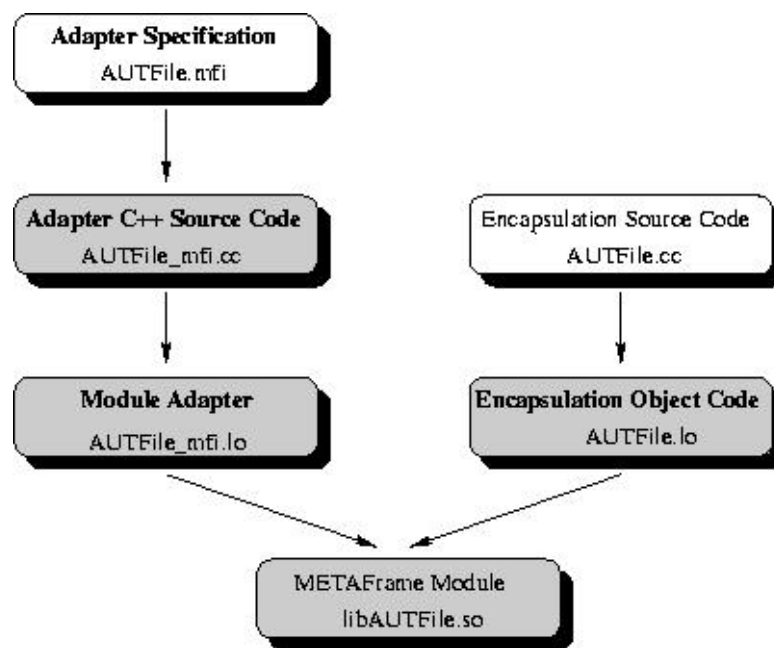 Adapter Specification
AUTFile.mfi
Adapter C++ Source Code
AUTFile_mfi.cc
Encapsulation Source Code
AUTFile.cc
Module Adapter
AUTFile_mfi.lo
Encapsulation Object Code
AUTFile.lo
METAFrame Module
libAUTFile.so